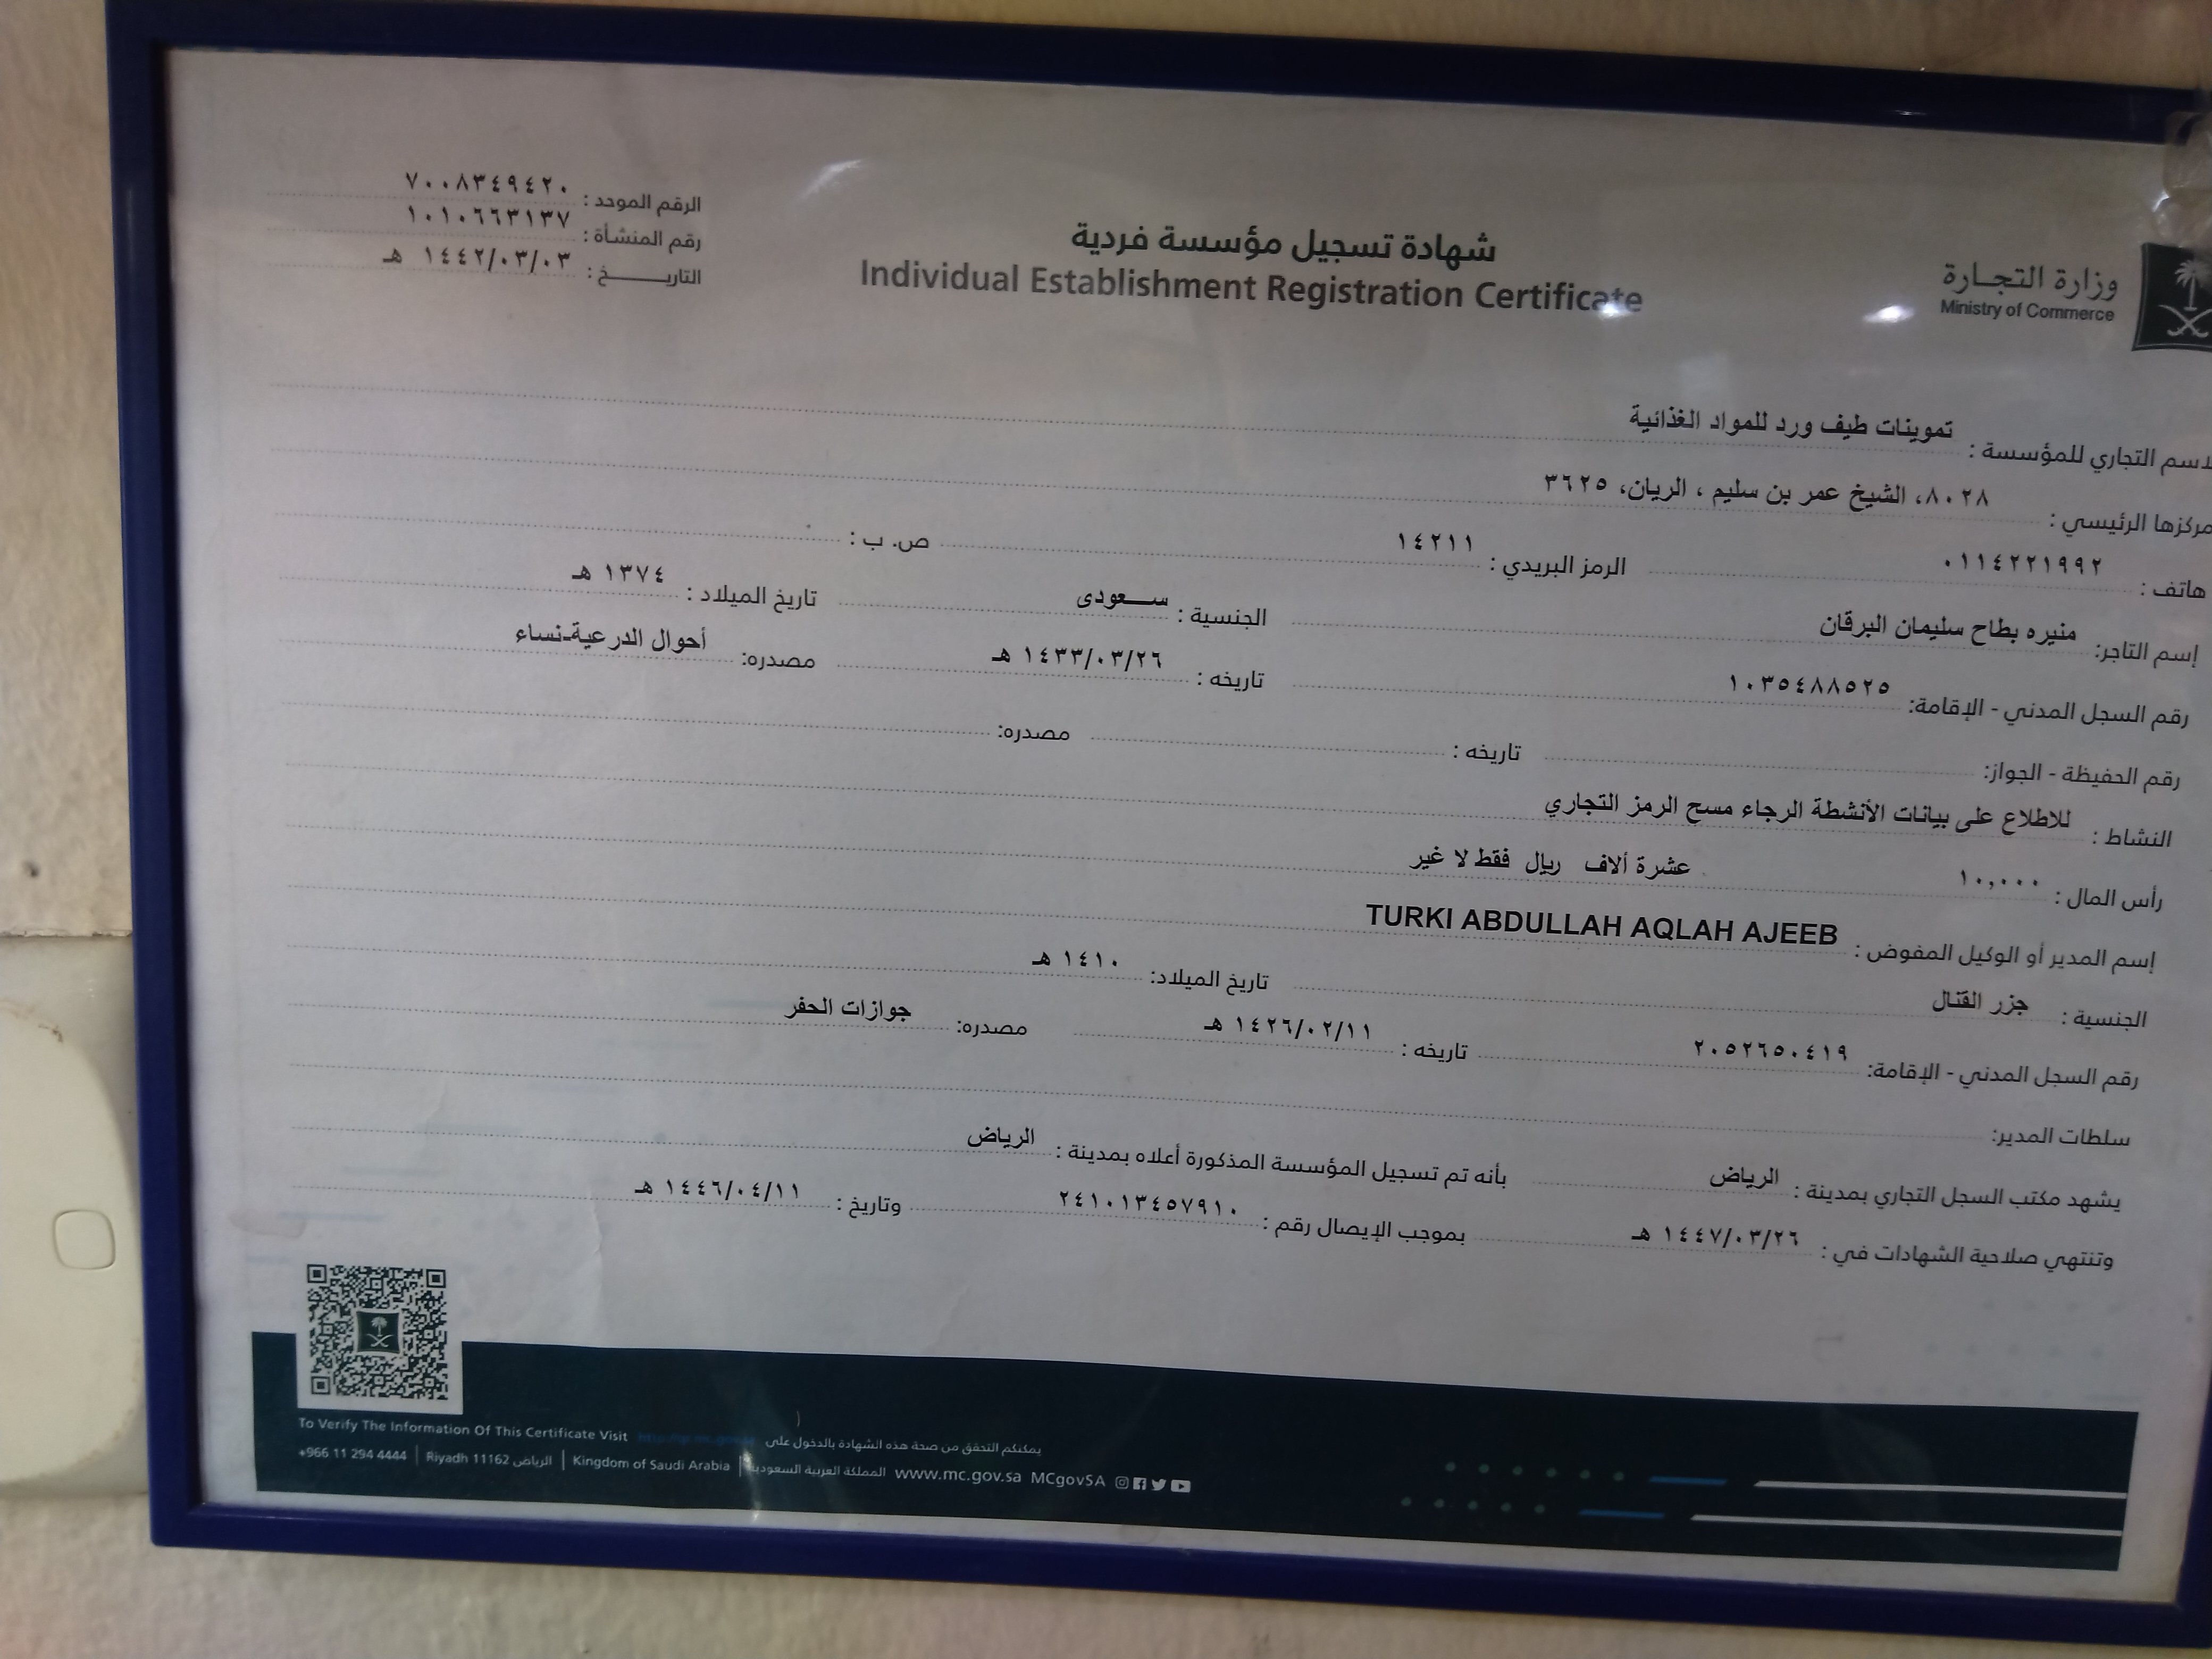 وزارة التجارة
Ministry of Commerce
شهادة تسجيل مؤسسة فردية
Individual Establishment Registration Certificate
الرقم الموحد : ٧٠٠٨٣٤٩٤٢٠
رقم المنشأة : ١٠١٠٦٦٣١٣٧
التاريـــــــخ : ١٤٤٢/٠٣/٠٣ هـ
لاسم التجاري للمؤسسة : تموينات طيف ورد للمواد الغذائية
مركزها الرئيسي : ٨٠٢٨، الشيخ عمر بن سليم ، الريان، ٣٦٢٥
هاتف : ٠١١٤٢٢١٩٩٢ الرمز البريدي : ١٤٢١١ ص. ب :
إسم التاجر: منيره بطاح سليمان البرقان الجنسية : ســعودى تاريخ الميلاد : ١٣٧٤ هـ
رقم السجل المدني - الإقامة: ١٠٣٥٤٨٨٥٢٥ تاريخه : ١٤٣٣/٠٣/٢٦ هـ مصدره: أحوال الدرعية-نساء
رقم الحفيظة - الجواز: تاريخه : مصدره:
النشاط : للاطلاع على بيانات الأنشطة الرجاء مسح الرمز التجاري
رأس المال : ١٠,٠٠٠ عشرة ألاف ريال فقط لا غير
إسم المدير أو الوكيل المفوض : TURKI ABDULLAH AQLAH AJEEB
الجنسية : جزر القنال تاريخ الميلاد: ١٤١٠ هـ
رقم السجل المدني - الإقامة: ٢٠٥٢٦٥٠٤١٩ تاريخه : ١٤٢٦/٠٢/١١ هـ مصدره: جوازات الحفر
سلطات المدير:
يشهد مكتب السجل التجاري بمدينة : الرياض بأنه تم تسجيل المؤسسة المذكورة أعلاه بمدينة : الرياض
وتنتهي صلاحية الشهادات في : ١٤٤٧/٠٣/٢٦ هـ بموجب الإيصال رقم : ٢٤١٠١٣٤٥٧٩١٠ وتاريخ : ١٤٤٦/٠٤/١١ هـ
To Verify The Information Of This Certificate Visit يمكنكم التحقق من صحة هذه الشهادة بالدخول على
+966 11 294 4444 | Riyadh 11162 الرياض | Kingdom of Saudi Arabia | المملكة العربية السعودية www.mc.gov.sa MCgovSA